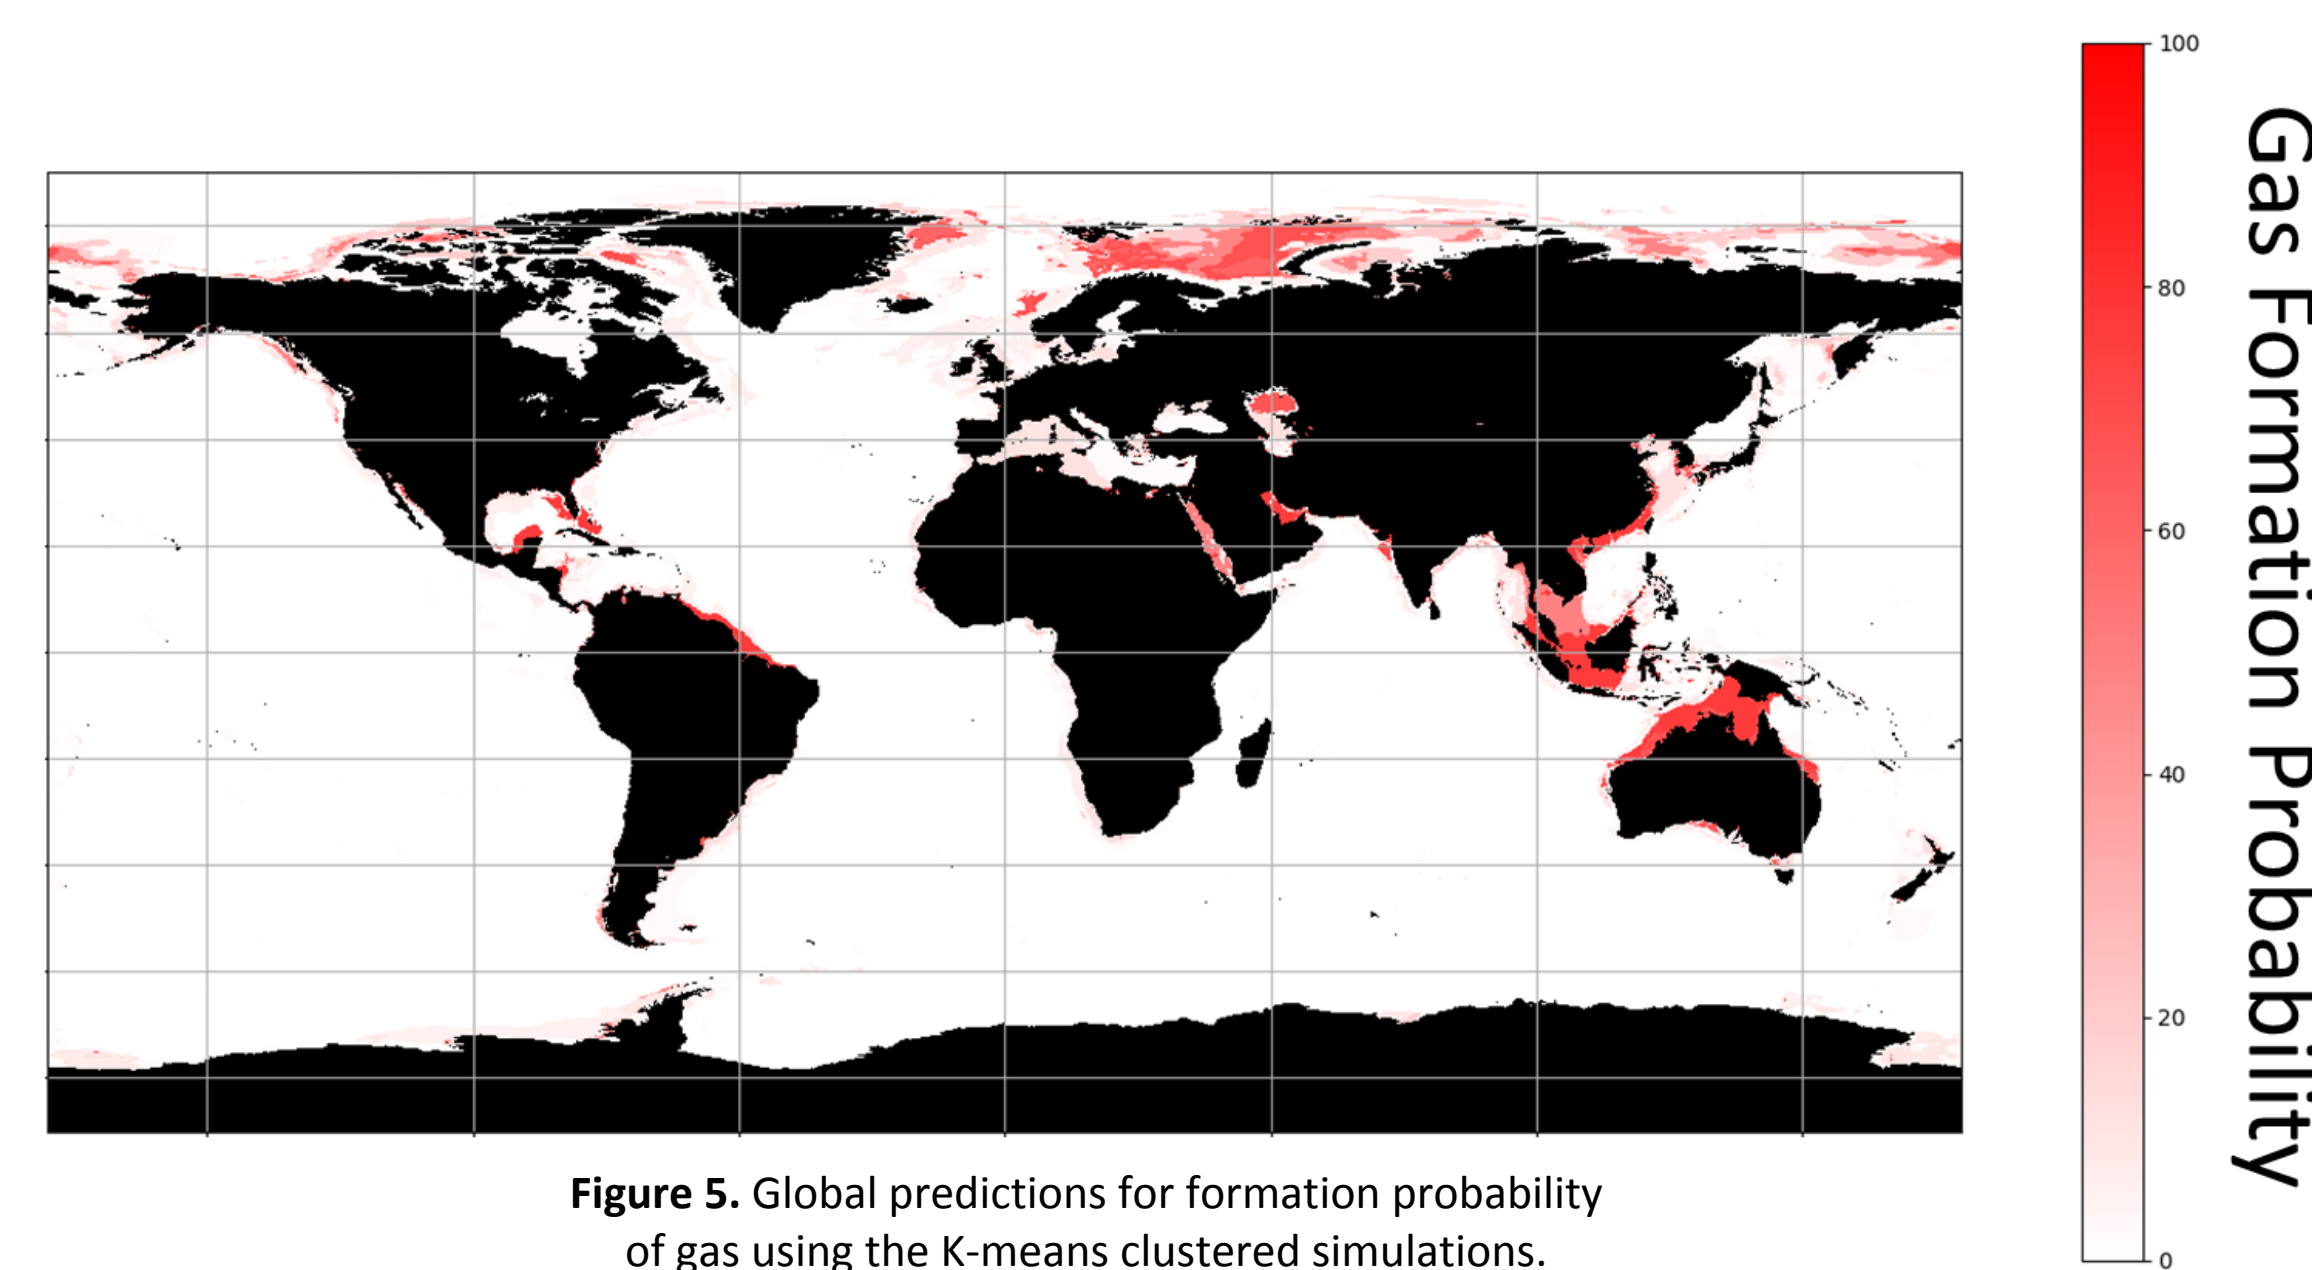 100
80
60
40
20
0
Gas Formation Probability
Figure 5. Global predictions for formation probability
of gas using the K-means clustered simulations.